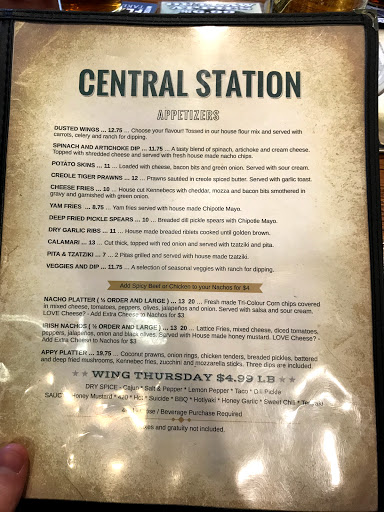 CENTRAL STATION
APPETIZERS
DUSTED WINGS ... 12.75 ... Choose your flavour! Tossed in our house flour mix and served with
carrots, celery and ranch for dipping.
SPINACH AND ARTICHOKE DIP ... 11.75 ... A tasty blend of spinach, artichoke and cream cheese.
Topped with shredded cheese and served with fresh house made nacho chips.
POTATO SKINS ... 11 ... Loaded with cheese, bacon bits and green onion. Served with sour cream.
CREOLE TIGER PRAWNS ... 12 ... Prawns sautéed in creole spiced butter. Served with garlic toast.
CHEESE FRIES ... 10 ... House cut Kennebecs with cheddar, mozza and bacon bits smothered in
gravy and garnished with green onion.
YAM FRIES ... 8.75 ... Yam fries served with house made Chipotle Mayo.
DEEP FRIED PICKLE SPEARS ... 10 ... Breaded dill pickle spears with Chipotle Mayo.
DRY GARLIC RIBS ... 11 ... House made breaded riblets cooked until golden brown.
CALAMARI ... 13 ... Cut thick, topped with red onion and served with tzatziki and pita.
PITA & TZATZIKI ... 7 ... 2 Pitas grilled and served with house made tzatziki.
VEGGIES AND DIP ... 11.75 ... A selection of seasonal veggies with ranch for dipping.
Add Spicy Beef or Chicken to your Nachos for $4
NACHO PLATTER ( ½ ORDER AND LARGE ) ... 13 20 ... Fresh made Tri-Colour Corn chips covered
in mixed cheese, tomatoes, peppers, olives, jalapeños and onion. Served with salsa and sour cream.
LOVE Cheese? - Add Extra Cheese to Nachos for $3
IRISH NACHOS ( ½ ORDER AND LARGE ) ... 13 20 ... Lattice Fries, mixed cheese, diced tomatoes,
peppers, jalapeños, onion and black olives. Served with House made honey mustard. LOVE Cheese? -
Add Extra Cheese to Nachos for $3
APPY PLATTER ... 19.75 ... Coconut prawns, onion rings, chicken tenders, breaded pickles, battered
and deep fried mushrooms, Kennebec fries, zucchini and mozzarella sticks. Three dips are included.
WING THURSDAY $4.99 LB
DRY SPICE - Cajun * Salt & Pepper * Lemon Pepper * Taco * Dill Pickle
Honey Mustard * 420 * Hot * Suicide * BBQ * Hotiyaki * Honey Garlic * Sweet Chili *
/ Beverage Purchase Required
and gratuity not included.